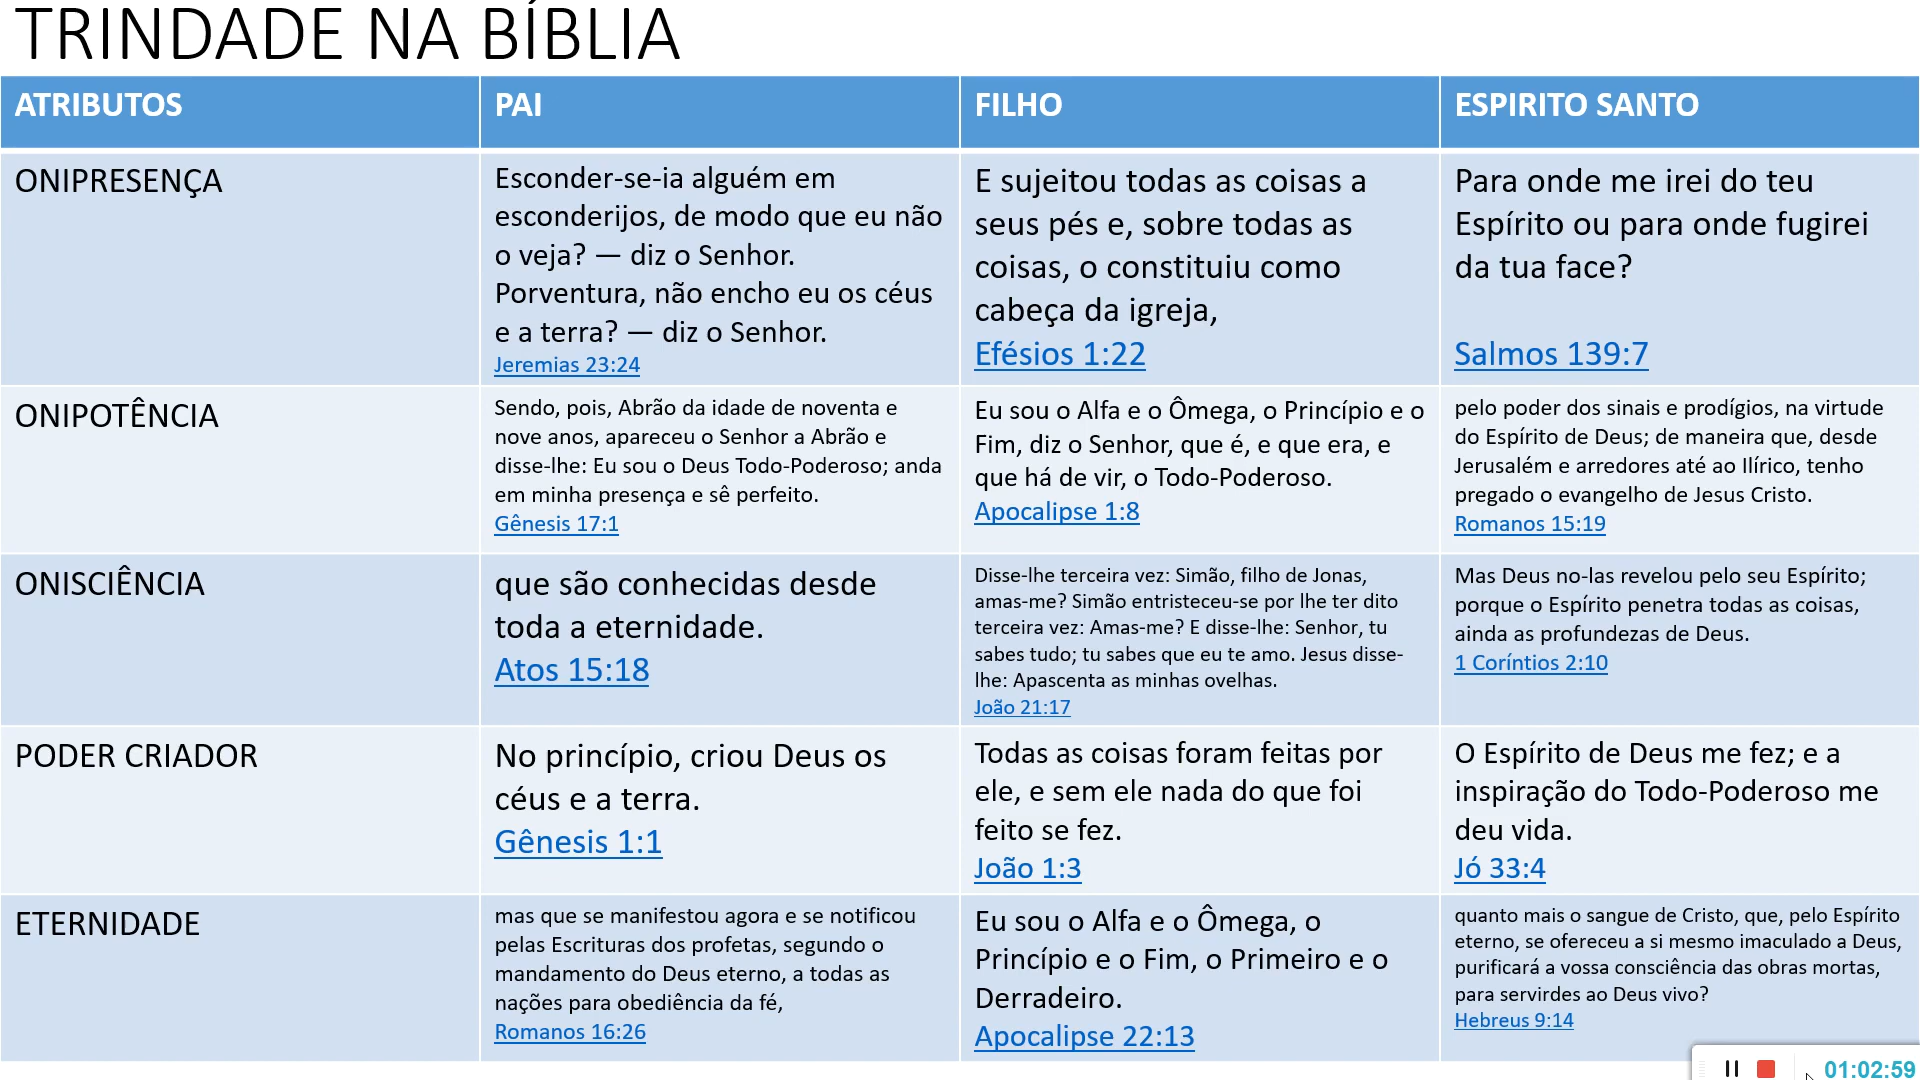 TRINDADE NA BÍBLIA
ATRIBUTOS
PAI
FILHO
ESPIRITO SANTO
ONIPRESENÇA
Esconder-se-ia alguém em
esconderijos, de modo que eu não
o veja? — diz o Senhor.
Porventura, não encho eu os céus
e a terra? — diz o Senhor.
Jeremias 23:24
E sujeitou todas as coisas a
seus pés e, sobre todas as
coisas, o constituiu como
cabeça da igreja,
Efésios 1:22
Para onde me irei do teu
Espírito ou para onde fugirei
da tua face?
Salmos 139:7
ONIPOTÊNCIA
Sendo, pois, Abrão da idade de noventa e
nove anos, apareceu o Senhor a Abrão e
disse-lhe: Eu sou o Deus Todo-Poderoso; anda
em minha presença e sê perfeito.
Gênesis 17:1
Eu sou o Alfa e o Ômega, o Princípio e o
Fim, diz o Senhor, que é, e que era, e
que há de vir, o Todo-Poderoso.
Apocalipse 1:8
pelo poder dos sinais e prodígios, na virtude
do Espírito de Deus; de maneira que, desde
Jerusalém e arredores até ao Ilírico, tenho
pregado o evangelho de Jesus Cristo.
Romanos 15:19
ONISCIÊNCIA
que são conhecidas desde
toda a eternidade.
Atos 15:18
Disse-lhe terceira vez: Simão, filho de Jonas,
amas-me? Simão entristeceu-se por lhe ter dito
terceira vez: Amas-me? E disse-lhe: Senhor, tu
sabes tudo; tu sabes que eu te amo. Jesus disse-
lhe: Apascenta as minhas ovelhas.
João 21:17
Mas Deus no-las revelou pelo seu Espírito;
porque o Espírito penetra todas as coisas,
ainda as profundezas de Deus.
1 Coríntios 2:10
PODER CRIADOR
No princípio, criou Deus os
céus e a terra.
Gênesis 1:1
Todas as coisas foram feitas por
ele, e sem ele nada do que foi
feito se fez.
João 1:3
O Espírito de Deus me fez; e a
inspiração do Todo-Poderoso me
deu vida.
Jó 33:4
ETERNIDADE
mas que se manifestou agora e se notificou
pelas Escrituras dos profetas, segundo o
mandamento do Deus eterno, a todas as
nações para obediência da fé,
Romanos 16:26
Eu sou o Alfa e o Ômega, o
Princípio e o Fim, o Primeiro e o
Derradeiro.
Apocalipse 22:13
quanto mais o sangue de Cristo, que, pelo Espírito
eterno, se ofereceu a si mesmo imaculado a Deus,
purificará a vossa consciência das obras mortas,
para servirdes ao Deus vivo?
Hebreus 9:14
01:02:59